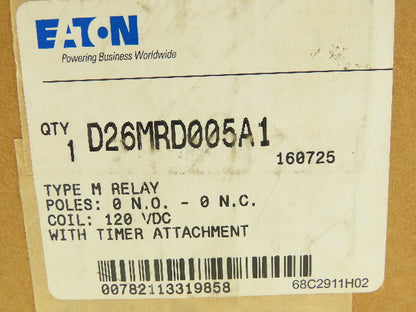 EATON
Powering Business Worldwide
QTY
1 D26MRD005A1
160725
TYPE M RELAY
POLES: 0 N.O. - 0 N.C.
COIL: 120 VDC
WITH TIMER ATTACHMENT
00782113319858
68C2911H02